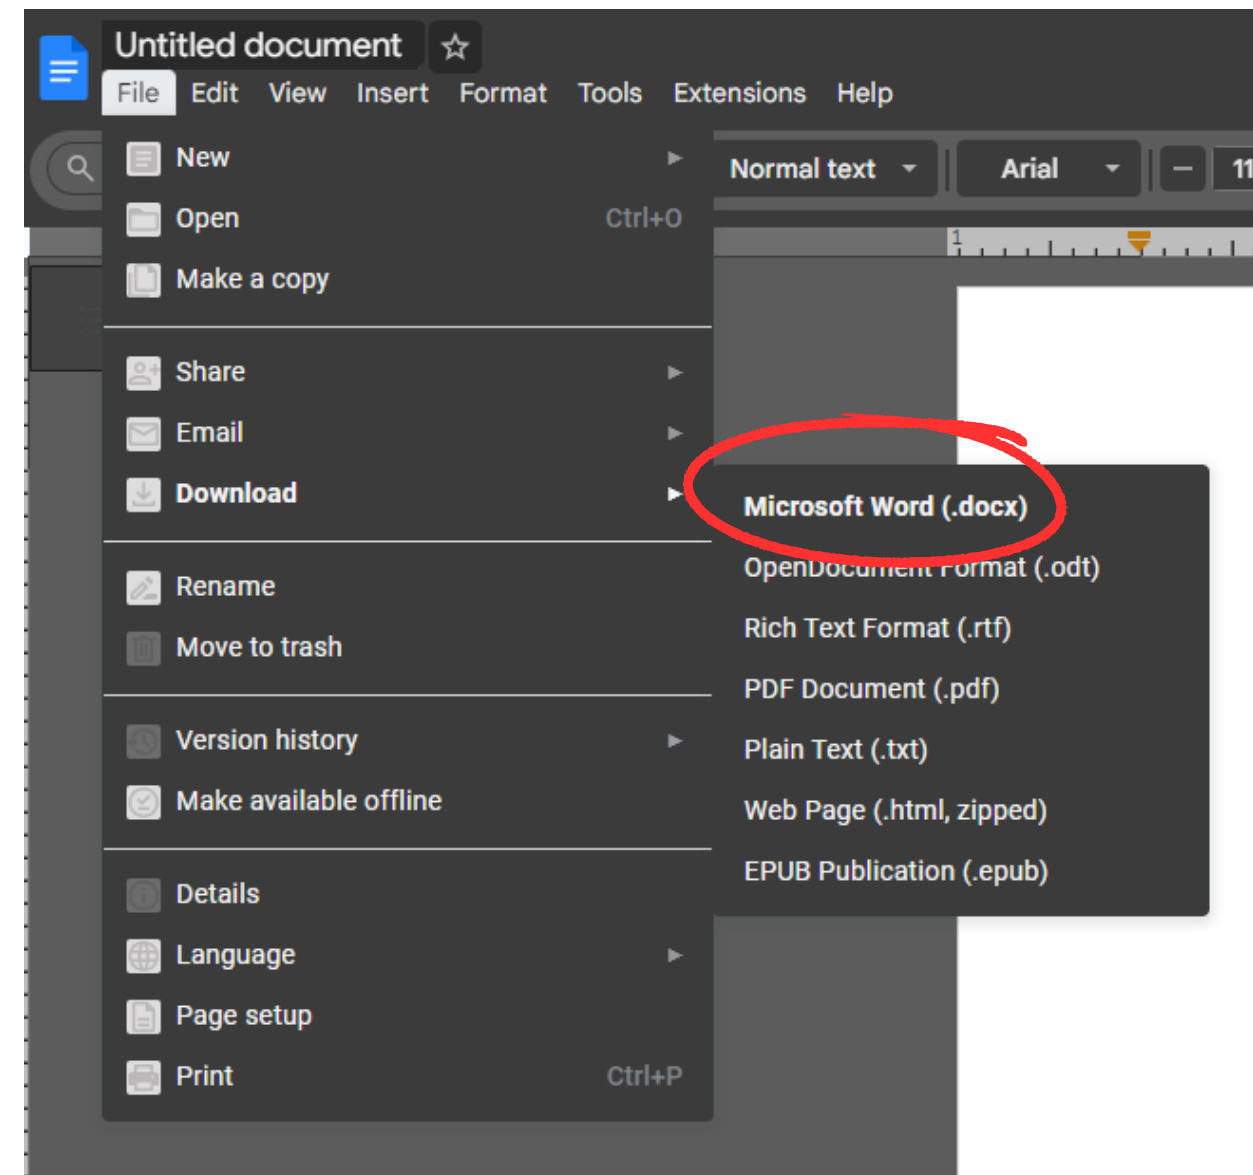 Untitled document
File Edit View Insert Format Tools Extensions Help
Normal text Arial 11
1
New
Open Ctrl+O
Make a copy
Share
Email
Download
Rename
Move to trash
Version history
Make available offline
Details
Language
Page setup
Print Ctrl+P
Microsoft Word (.docx)
OpenDocument Format (.odt)
Rich Text Format (.rtf)
PDF Document (.pdf)
Plain Text (.txt)
Web Page (.html, zipped)
EPUB Publication (.epub)